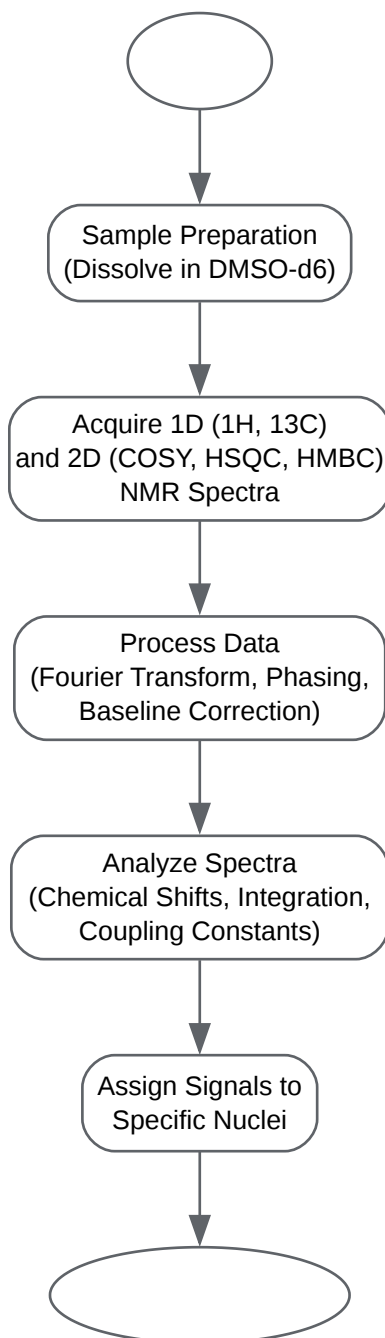 Sample Preparation
(Dissolve in DMSO-d6)
Acquire 1D (1H, 13C)
and 2D (COSY, HSQC, HMBC)
NMR Spectra
Process Data
(Fourier Transform, Phasing,
Baseline Correction)
Analyze Spectra
(Chemical Shifts, Integration,
Coupling Constants)
Assign Signals to
Specific Nuclei